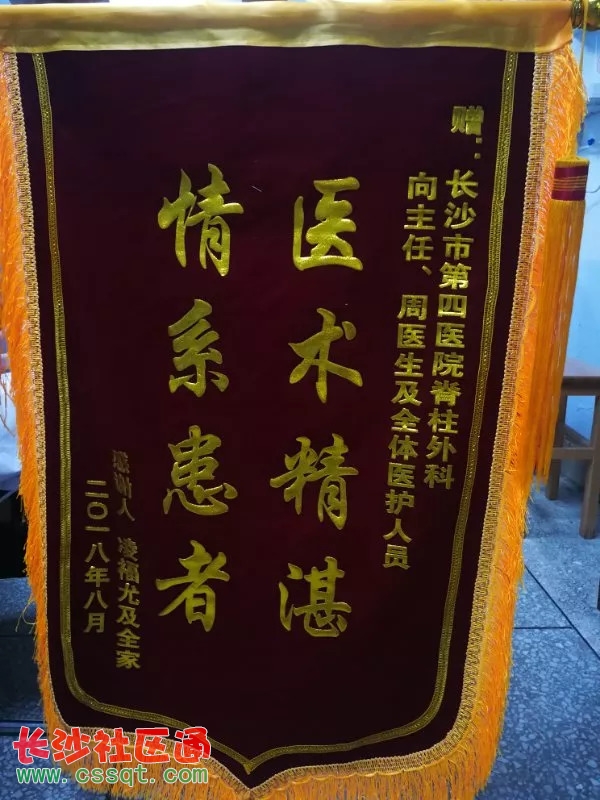 赠：长沙市第四医院脊柱外科
向主任、周医生及全体医护人员
医术精湛
情系患者
感谢人 凌福尤及全家
二〇一八年八月
长沙社区通
www.cssqt.com